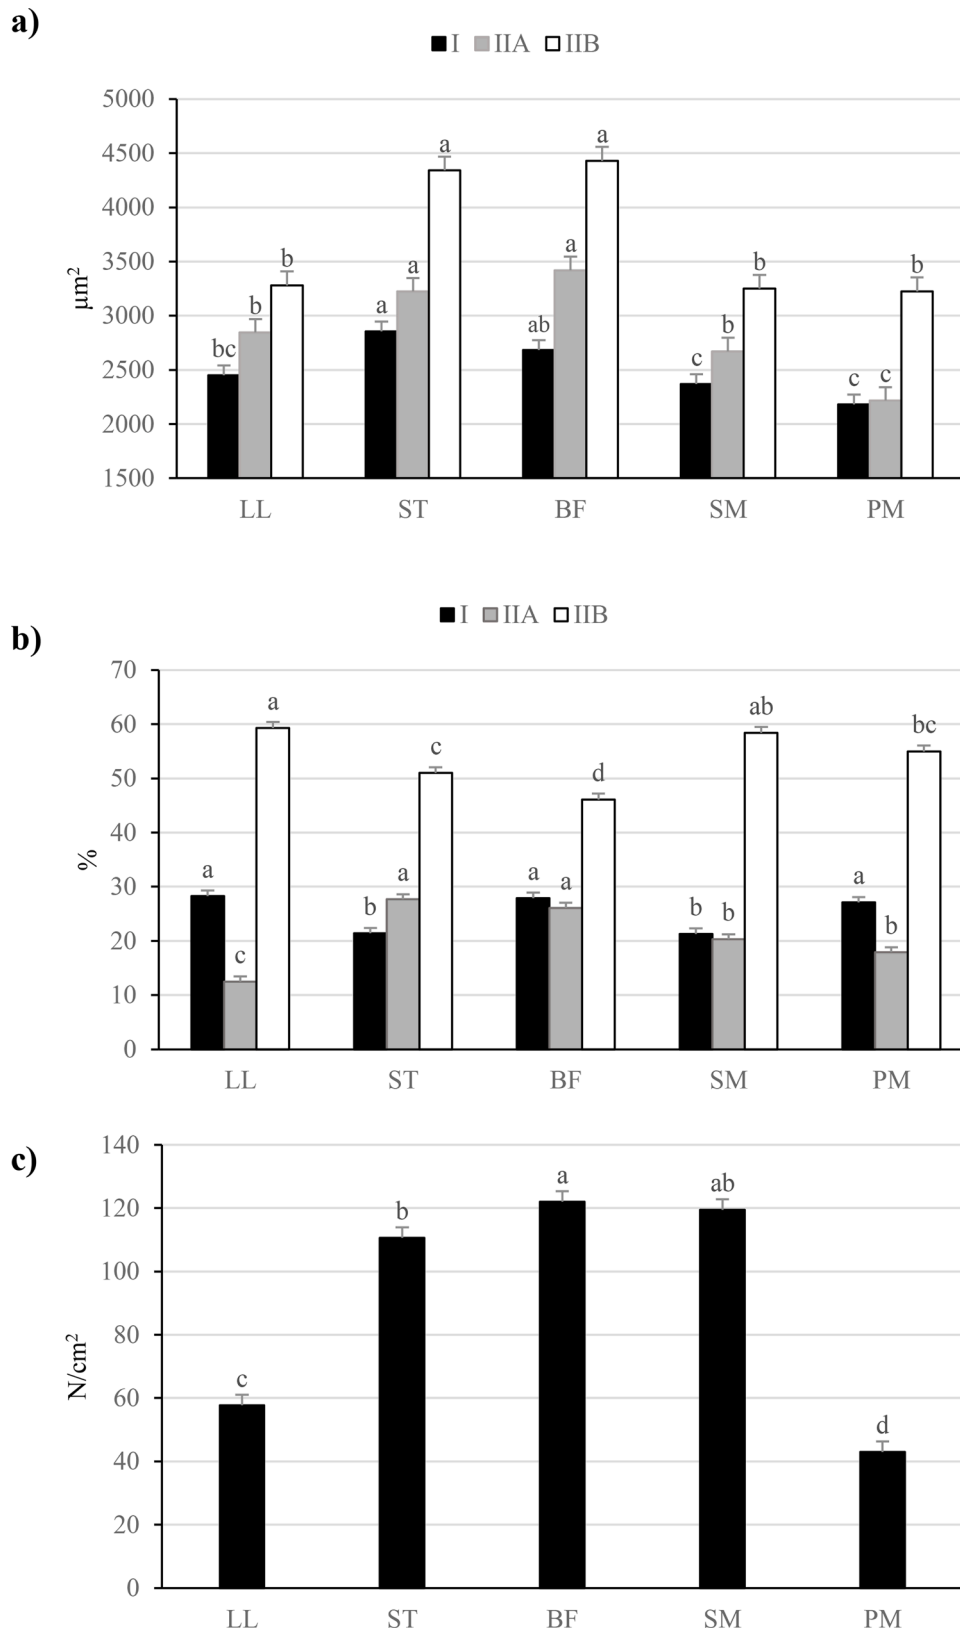 a)
I IIA IIB
5000
4500
4000
3500
3000
2500
2000
1500
µm²
bc b b
a a a
ab a a
c b b
c c b
LL ST BF SM PM
b)
I IIA IIB
70
60
50
40
30
20
10
0
%
a c a
b a c
a a d
b b ab
a b bc
LL ST BF SM PM
c)
140
120
100
80
60
40
20
0
N/cm²
c b a ab d
LL ST BF SM PM